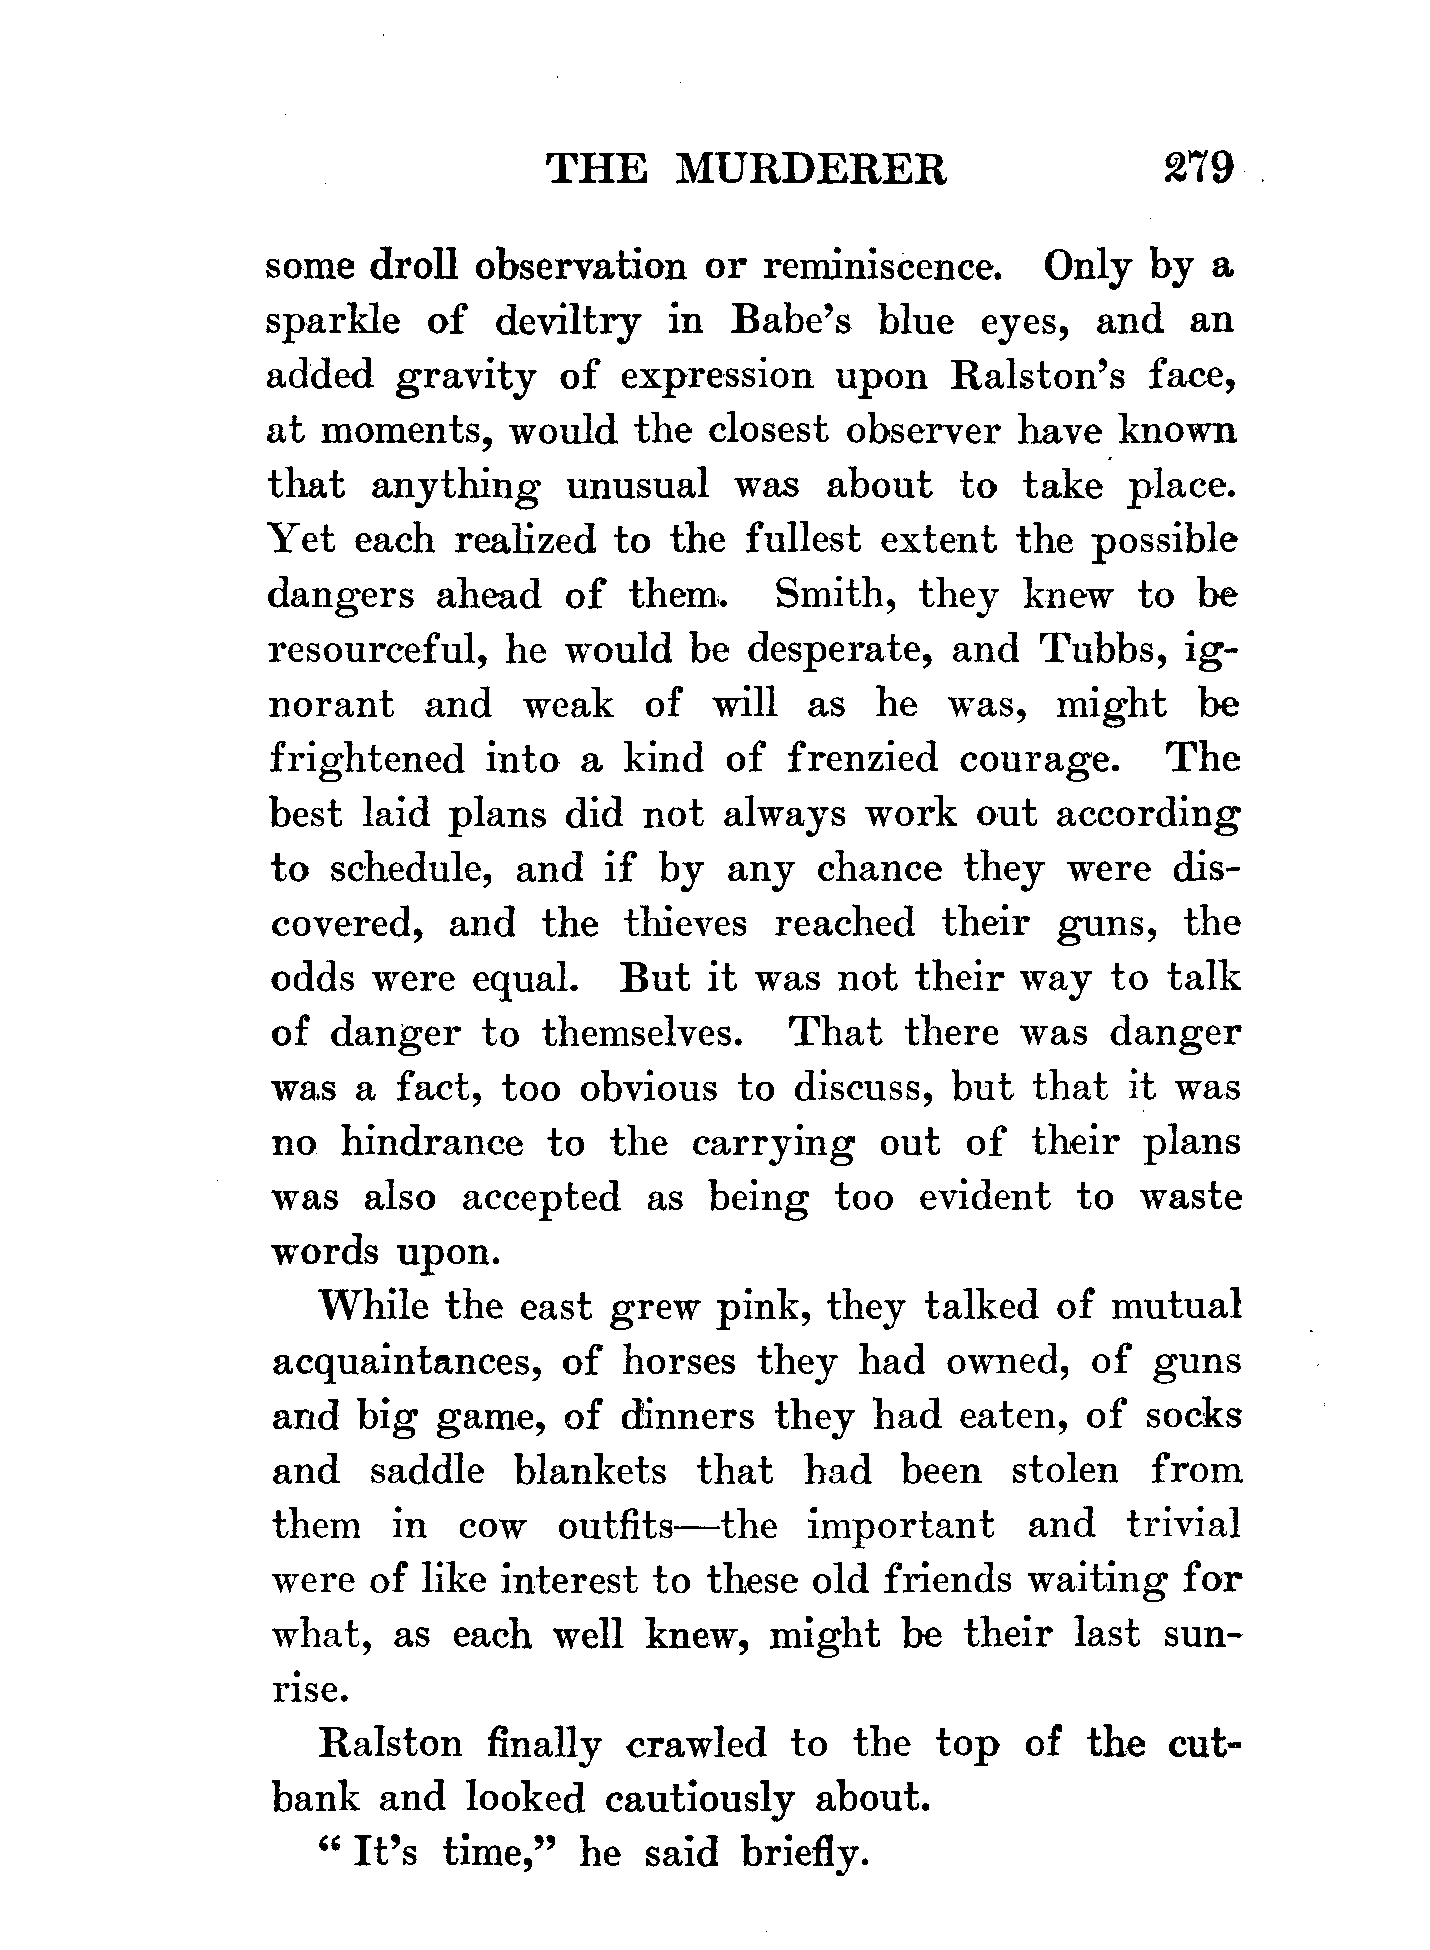 THE MURDERER 279
some droll observation or reminiscence. Only by a
sparkle of deviltry in Babe's blue eyes, and an
added gravity of expression upon Ralston's face,
at moments, would the closest observer have known
that anything unusual was about to take place.
Yet each realized to the fullest extent the possible
dangers ahead of them. Smith, they knew to be
resourceful, he would be desperate, and Tubbs, ig-
norant and weak of will as he was, might be
frightened into a kind of frenzied courage. The
best laid plans did not always work out according
to schedule, and if by any chance they were dis-
covered, and the thieves reached their guns, the
odds were equal. But it was not their way to talk
of danger to themselves. That there was danger
was a fact, too obvious to discuss, but that it was
no hindrance to the carrying out of their plans
was also accepted as being too evident to waste
words upon.
While the east grew pink, they talked of mutual
acquaintances, of horses they had owned, of guns
and big game, of dinners they had eaten, of socks
and saddle blankets that had been stolen from
them in cow outfits—the important and trivial
were of like interest to these old friends waiting for
what, as each well knew, might be their last sun-
rise.
Ralston finally crawled to the top of the cut-
bank and looked cautiously about.
" It's time," he said briefly.